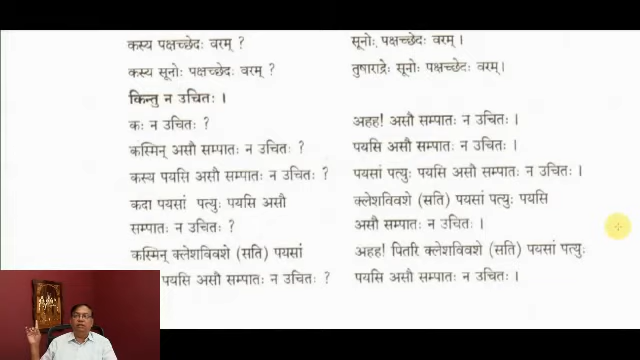 कस्य पक्षच्छेदः वरम् ? सूनोः पक्षच्छेदः वरम् ।
कस्य सूनोः पक्षच्छेदः वरम् ? तुषाराद्रेः सूनोः पक्षच्छेदः वरम् ।
किन्तु न उचितः ।
कः न उचितः ? अहह! असौ सम्पातः न उचितः ।
कस्मिन् असौ सम्पातः न उचितः ? पयसि असौ सम्पातः न उचितः ।
कस्य पयसि असौ सम्पातः न उचितः ? पयसां पत्युः पयसि असौ सम्पातः न उचितः ।
कदा पयसां पत्युः पयसि असौ क्लेशविवशे (सति) पयसां पत्युः पयसि
सम्पातः न उचितः ? असौ सम्पातः न उचितः ।
कस्मिन् क्लेशविवशे (सति) पयसां अहह! पितरि क्लेशविवशे (सति) पयसां पत्युः
पयसि असौ सम्पातः न उचितः ? पयसि असौ सम्पातः न उचितः ।